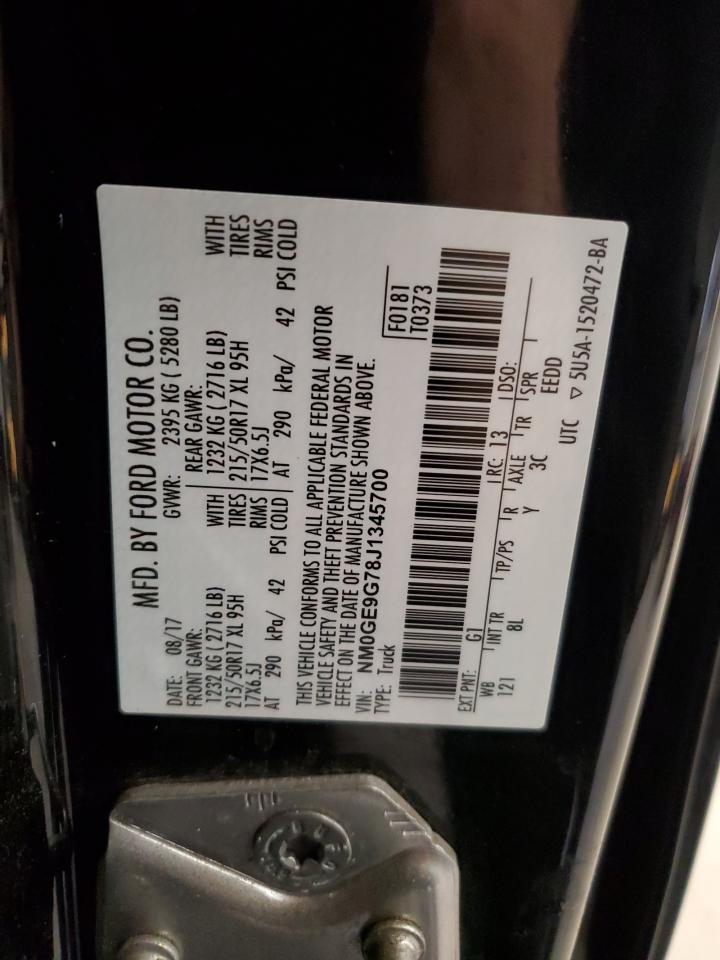 MFD. BY FORD MOTOR CO.
DATE: 08/17 GVWR: 2395 KG ( 5280 LB)
FRONT GAWR: REAR GAWR:
1232 KG ( 2716 LB) WITH 1232 KG ( 2716 LB) WITH
215/50R17 XL 95H TIRES 215/50R17 XL 95H TIRES
17X6.5J RIMS 17X6.5J RIMS
AT 290 kPa/ 42 PSI COLD AT 290 kPa/ 42 PSI COLD
THIS VEHICLE CONFORMS TO ALL APPLICABLE FEDERAL MOTOR
VEHICLE SAFETY AND THEFT PREVENTION STANDARDS IN
EFFECT ON THE DATE OF MANUFACTURE SHOWN ABOVE.
VIN: NM0GE9G78J1345700 F0181
TYPE: Truck T0373
EXT PNT: G1 RC: 13 DSO:
WB INT TR TP/PS R AXLE TR SPR
121 8L Y 3C EEDD
UTC ▽ 5U5A-1520472-BA